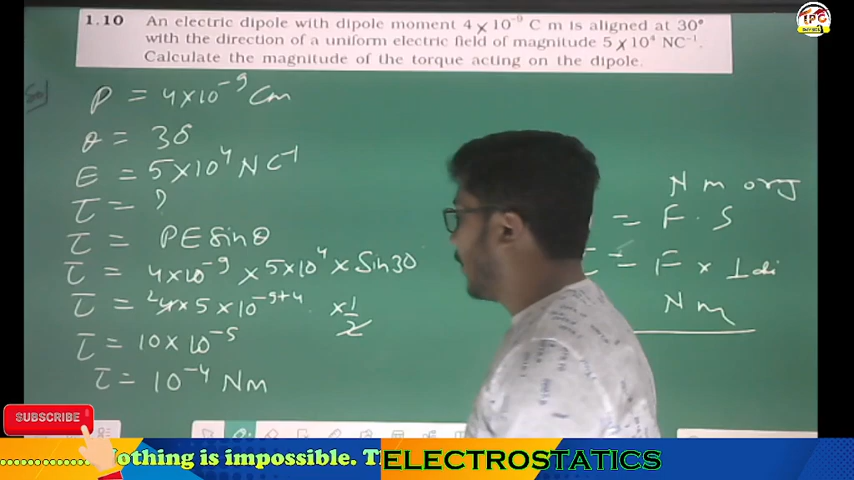 1.10 An electric dipole with dipole moment 4 × 10⁻⁹ C m is aligned at 30°
with the direction of a uniform electric field of magnitude 5 × 10⁴ NC⁻¹.
Calculate the magnitude of the torque acting on the dipole.
Sol
P = 4×10⁻⁹ Cm
θ = 30°
E = 5×10⁴ N C⁻¹
τ = ?
τ = PE Sinθ
τ = 4×10⁻⁹ × 5×10⁴ × Sin30
τ = ²4 × 5 × 10⁻⁹⁺⁴ × 1/2
τ = 10 × 10⁻⁵
τ = 10⁻⁴ Nm
N m or J
= F . S
τ = F × ⊥ di
N m
EPC
SUBSCRIBE
Nothing is impossible.
ELECTROSTATICS